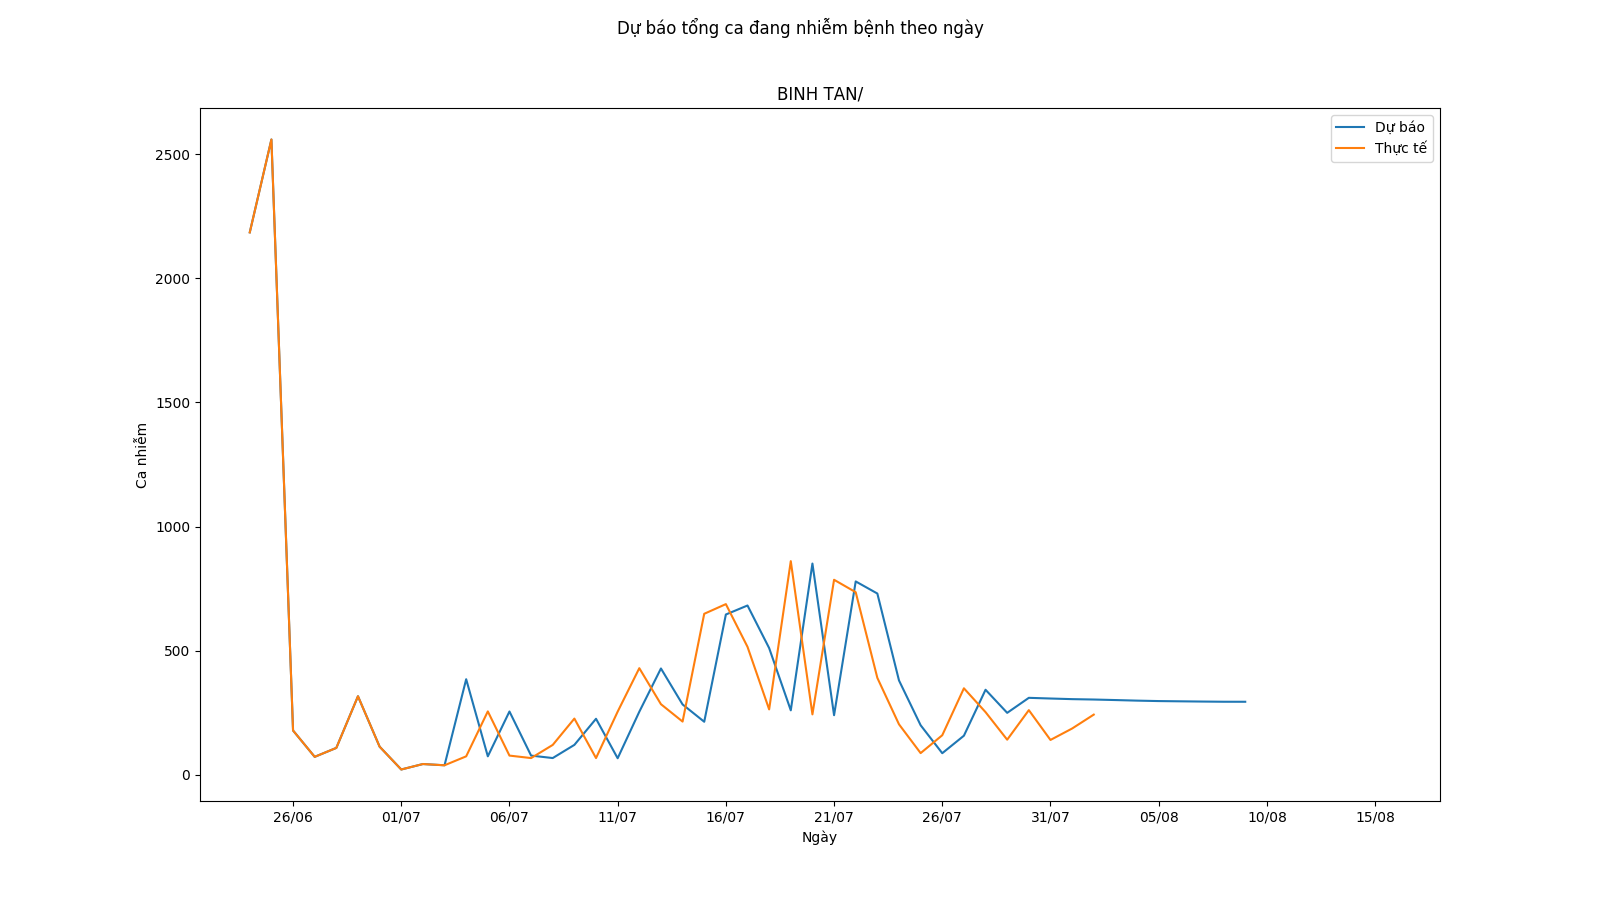 Dự báo tổng ca đang nhiễm bệnh theo ngày
BINH TAN/
Dự báo
Thực tế
2500
2000
1500
1000
500
0
Ca nhiễm
26/06 01/07 06/07 11/07 16/07 21/07 26/07 31/07 05/08 10/08 15/08
Ngày